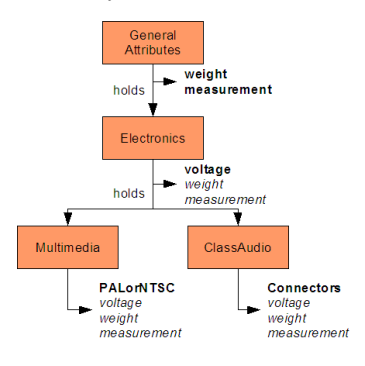 General
Attributes
weight
measurement
holds
Electronics
voltage
weight
measurement
holds
Multimedia
ClassAudio
PALorNTSC
voltage
weight
measurement
Connectors
voltage
weight
measurement